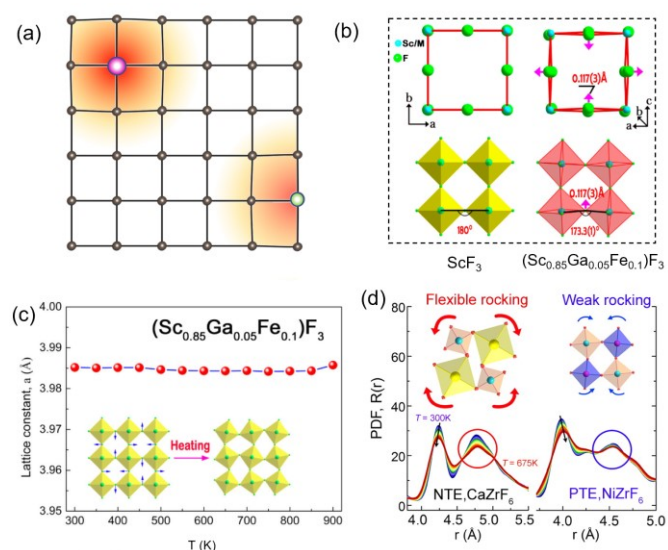 (a)
(b)
Sc/M
F
b
a
0.117(3)Å
c
b
a
180°
0.117(3)Å
173.3(1)°
ScF₃
(Sc₀.₈₅Ga₀.₀₅Fe₀.₁)F₃
(c)
4.00
3.99
3.98
3.97
3.96
3.95
Lattice constant, a (Å)
(Sc₀.₈₅Ga₀.₀₅Fe₀.₁)F₃
Heating
300 400 500 600 700 800 900
T (K)
(d)
Flexible rocking
Weak rocking
80
60
40
20
0
PDF, R(r)
T = 300K
T = 675K
NTE,CaZrF₆
PTE,NiZrF₆
4.0 4.5 5.0 5.5
4.0 4.5 5.0
r (Å)
r (Å)